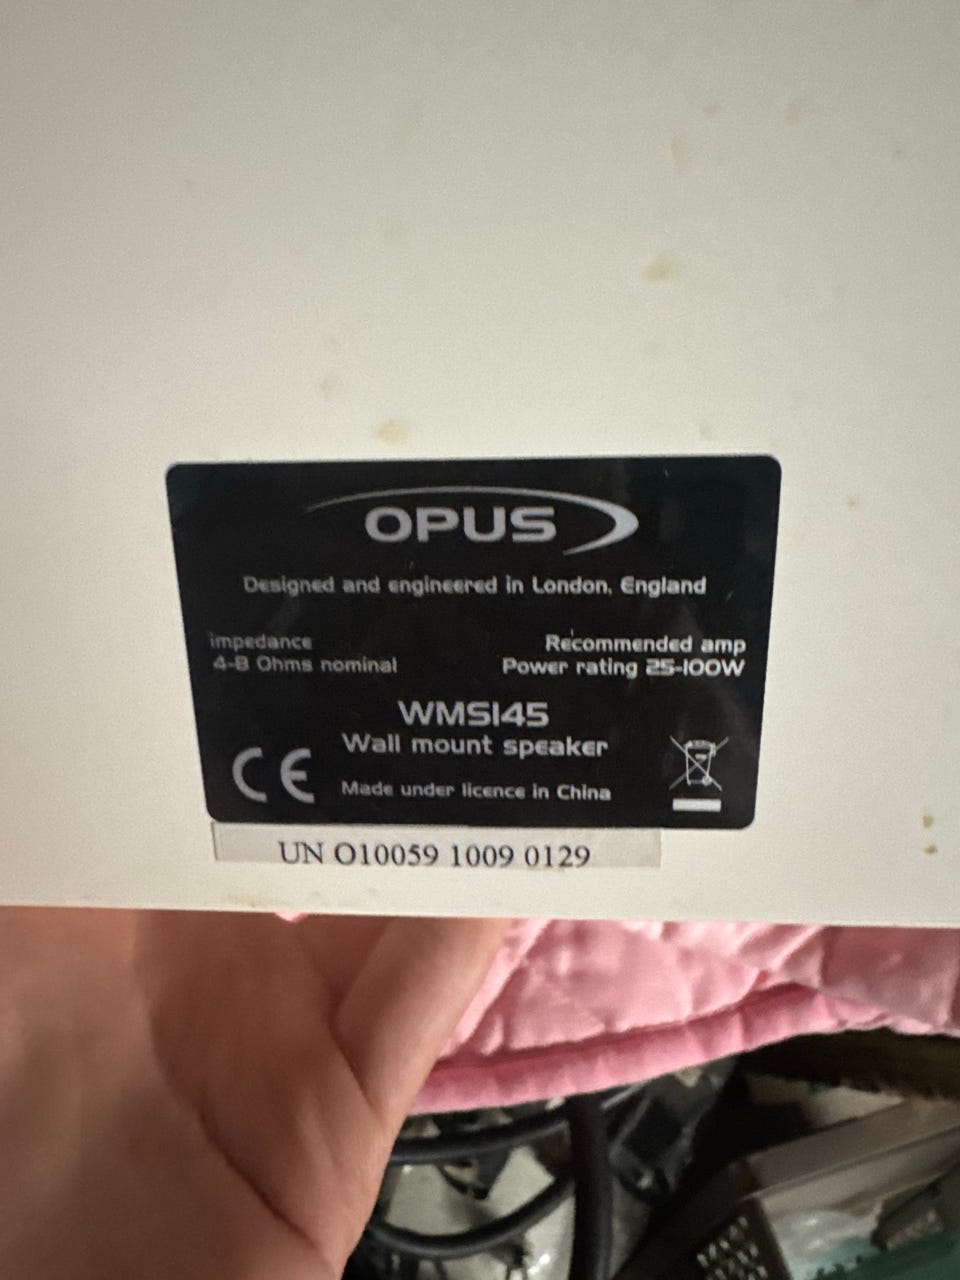 OPUS
Designed and engineered in London, England
impedance
4-8 Ohms nominal
Recommended amp
Power rating 25-100W
WMS145
Wall mount speaker
CE
Made under licence in China
UN O10059 1009 0129